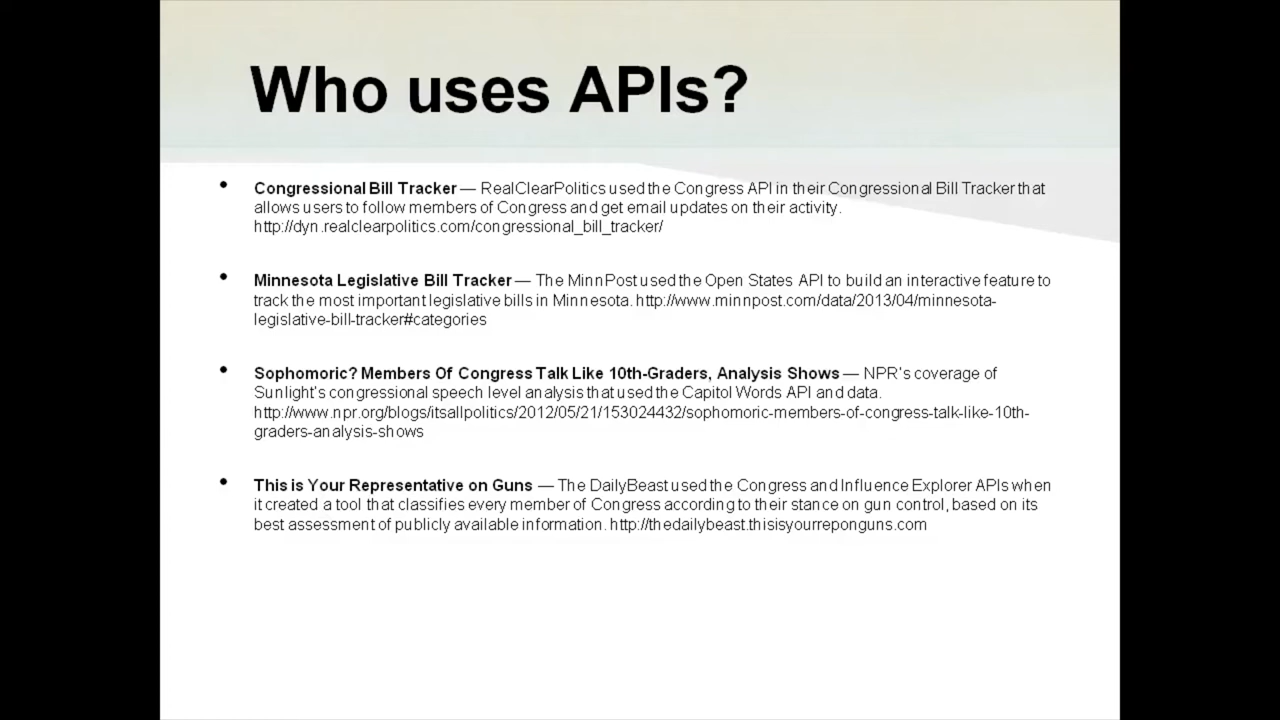 Who uses APIs?
• Congressional Bill Tracker — RealClearPolitics used the Congress API in their Congressional Bill Tracker that
allows users to follow members of Congress and get email updates on their activity.
http://dyn.realclearpolitics.com/congressional_bill_tracker/
• Minnesota Legislative Bill Tracker — The MinnPost used the Open States API to build an interactive feature to
track the most important legislative bills in Minnesota. http://www.minnpost.com/data/2013/04/minnesota-
legislative-bill-tracker#categories
• Sophomoric? Members Of Congress Talk Like 10th-Graders, Analysis Shows — NPR's coverage of
Sunlight's congressional speech level analysis that used the Capitol Words API and data.
http://www.npr.org/blogs/itsallpolitics/2012/05/21/153024432/sophomoric-members-of-congress-talk-like-10th-
graders-analysis-shows
• This is Your Representative on Guns — The DailyBeast used the Congress and Influence Explorer APIs when
it created a tool that classifies every member of Congress according to their stance on gun control, based on its
best assessment of publicly available information. http://thedailybeast.thisisyourreponguns.com